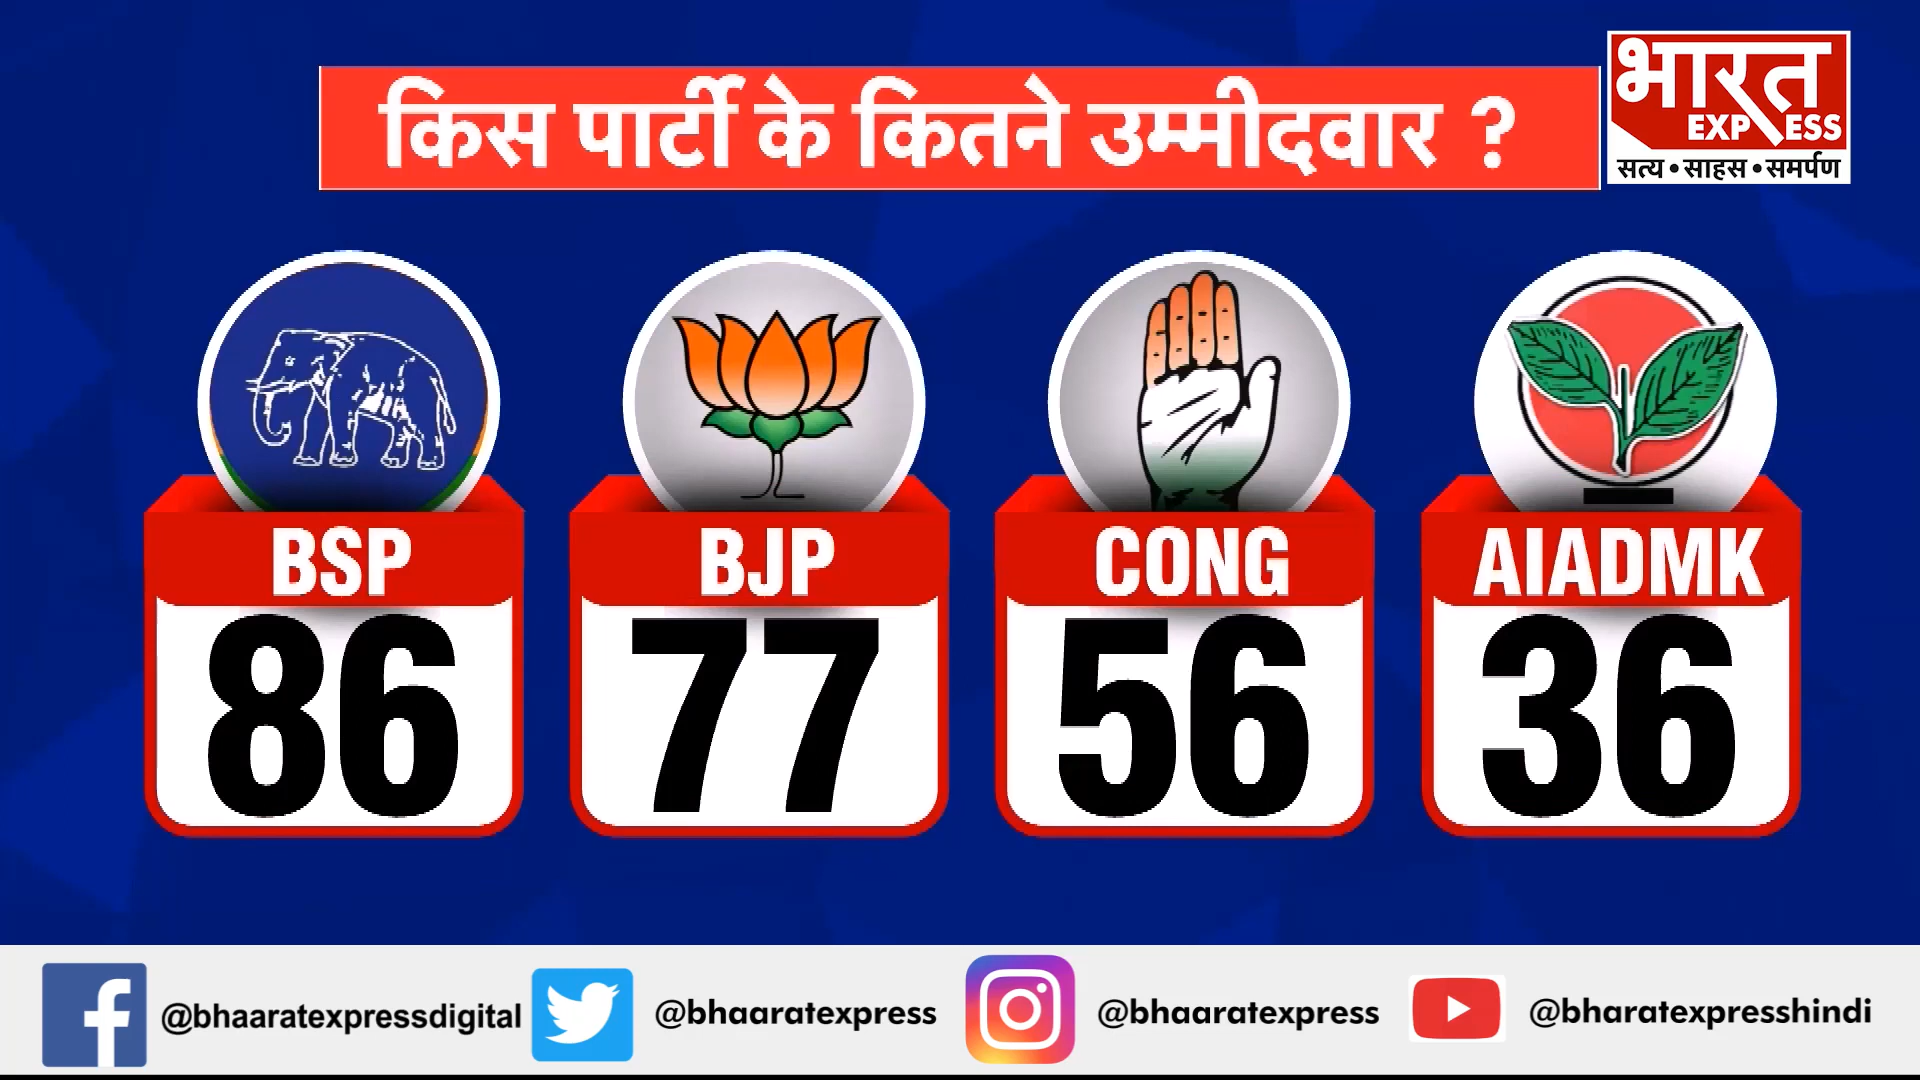 किस पार्टी के कितने उम्मीदवार ?
भारत
EXPRESS
सत्य • साहस • समर्पण
BSP
86
BJP
77
CONG
56
AIADMK
36
@bhaaratexpressdigital
@bhaaratexpress
@bhaaratexpress
@bhaaratexpresshindi